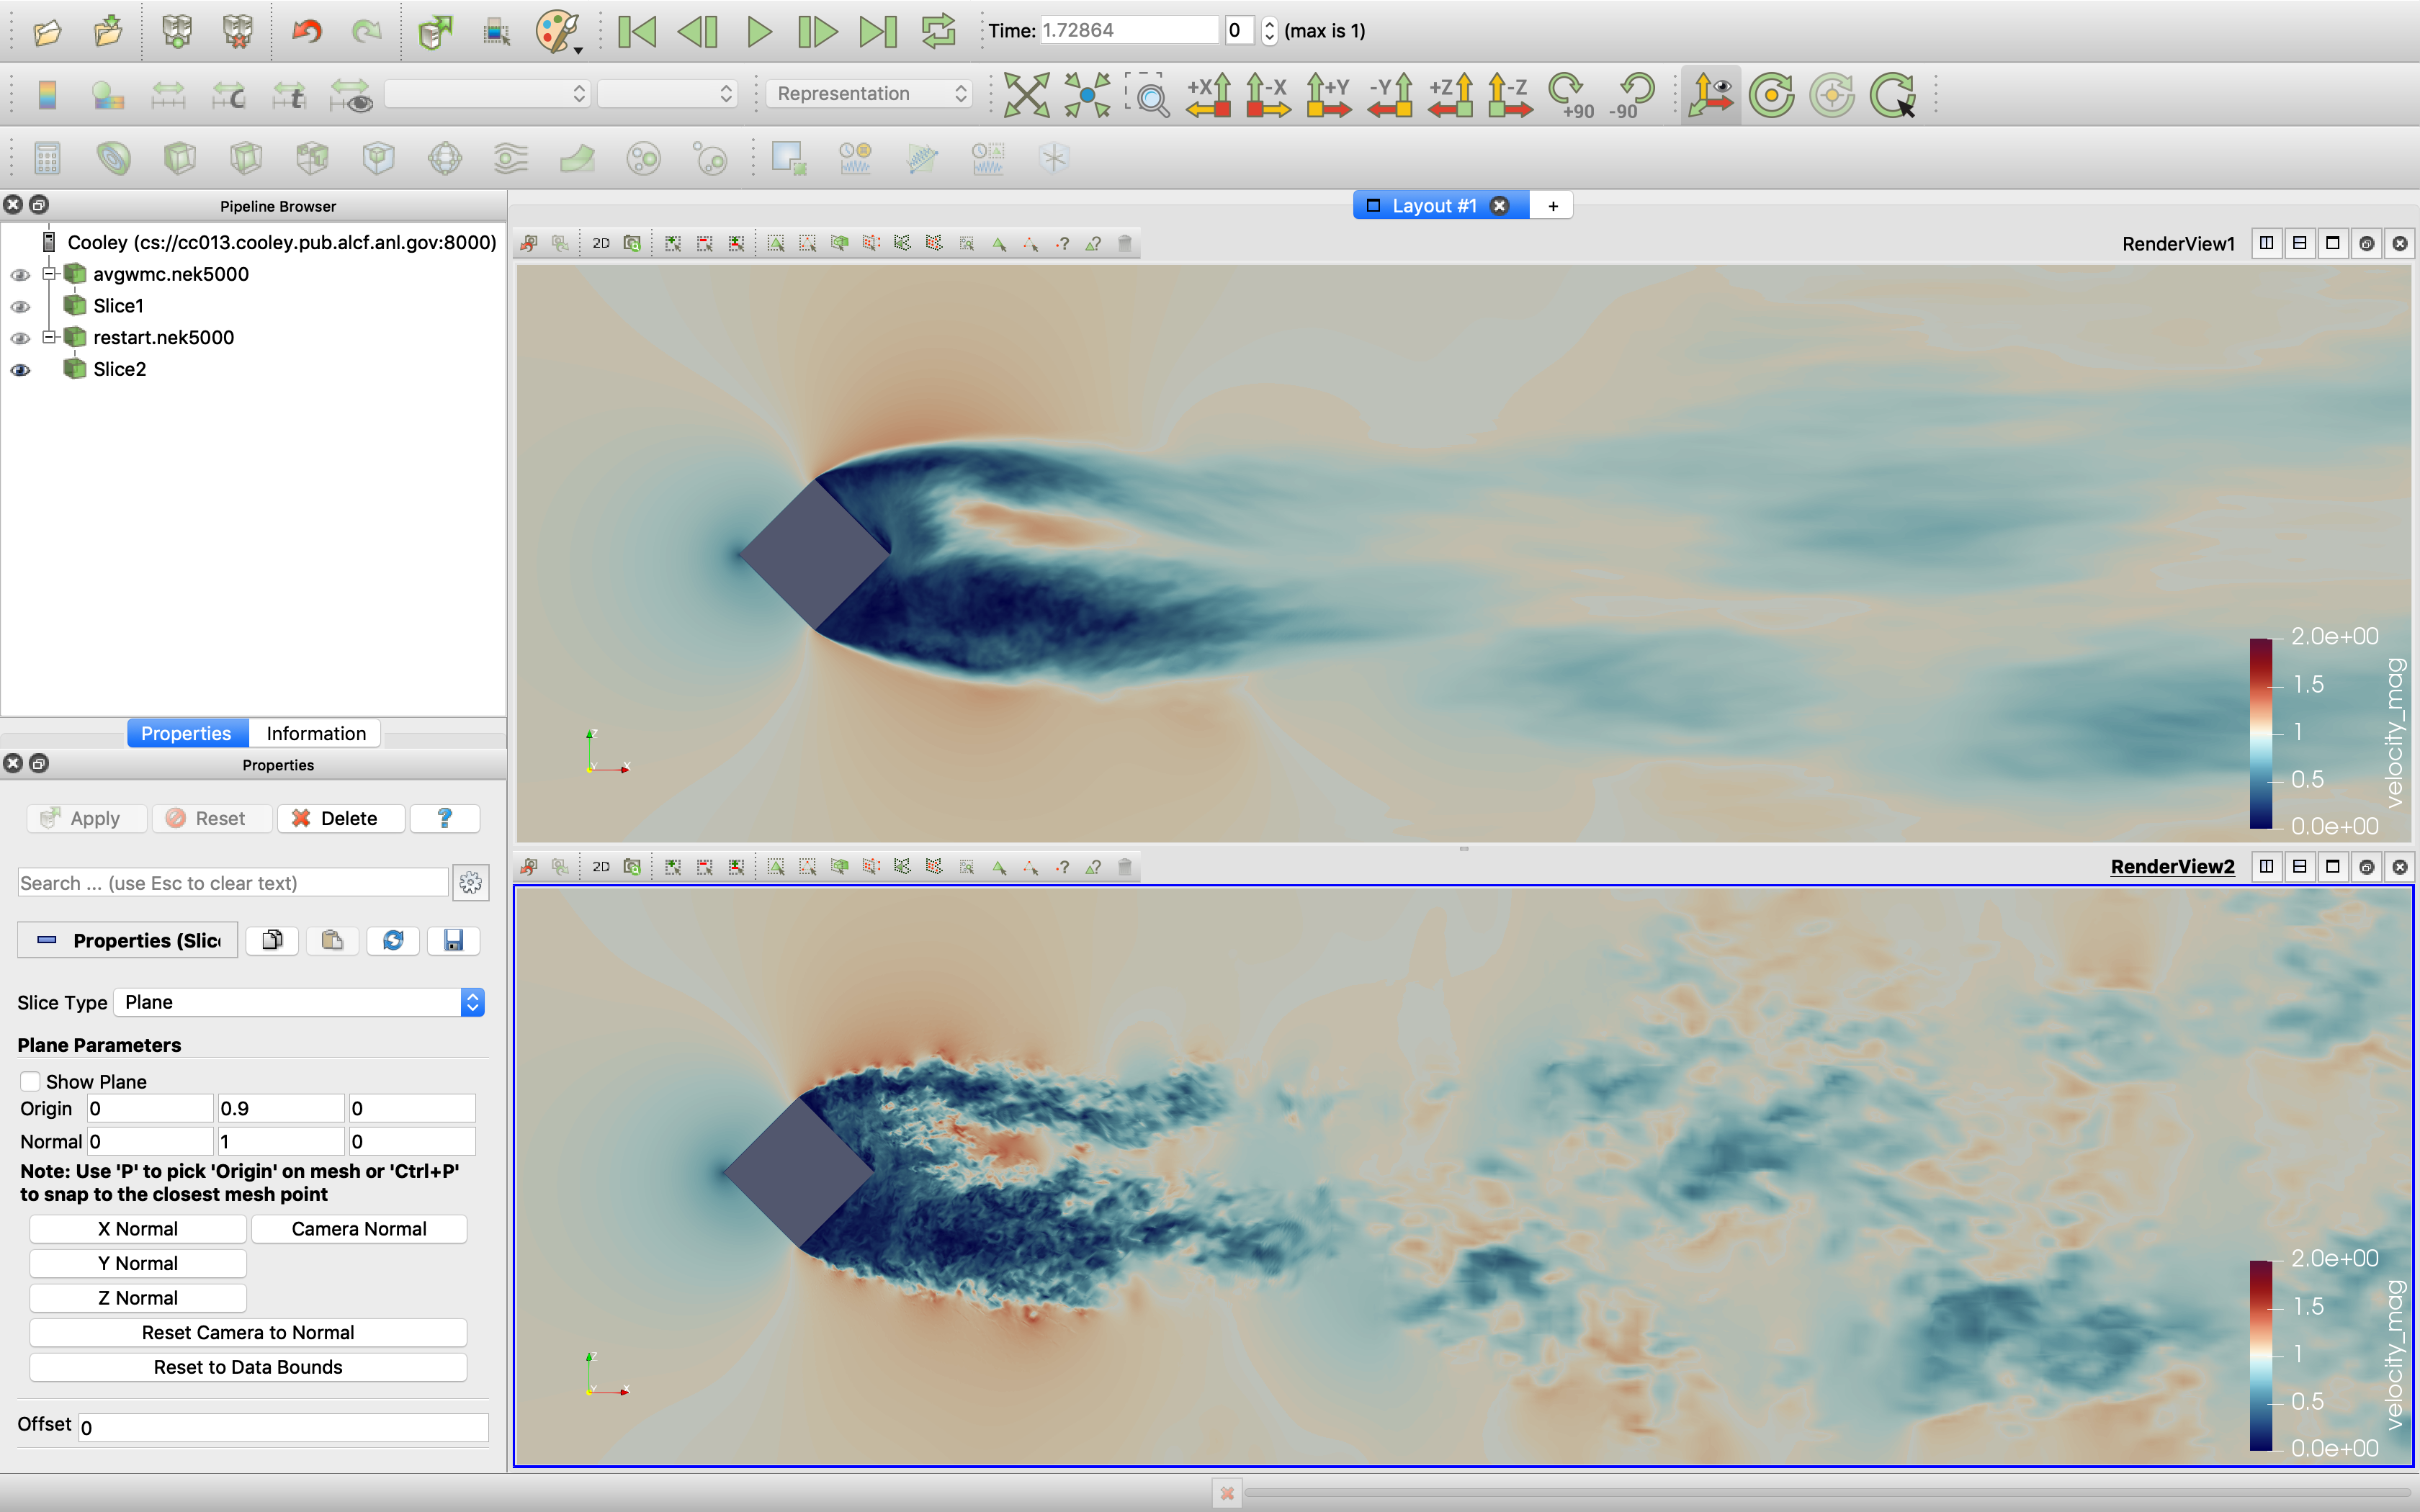 Time: 1.72864 0 (max is 1)
Representation
+X -X +Y -Y +Z -Z +90 -90
Pipeline Browser
Layout #1 +
Cooley (cs://cc013.cooley.pub.alcf.anl.gov:8000)
avgwmc.nek5000
Slice1
restart.nek5000
Slice2
2D
RenderView1
2.0e+00
1.5
1
0.5
0.0e+00
velocity_mag
Z
Y X
Properties Information
Properties
Apply Reset Delete ?
Search ... (use Esc to clear text)
Properties (Slic
Slice Type Plane
Plane Parameters
Show Plane
Origin 0 0.9 0
Normal 0 1 0
Note: Use 'P' to pick 'Origin' on mesh or 'Ctrl+P'
to snap to the closest mesh point
X Normal Camera Normal
Y Normal
Z Normal
Reset Camera to Normal
Reset to Data Bounds
Offset 0
2D
RenderView2
2.0e+00
1.5
1
0.5
0.0e+00
velocity_mag
Z
Y X